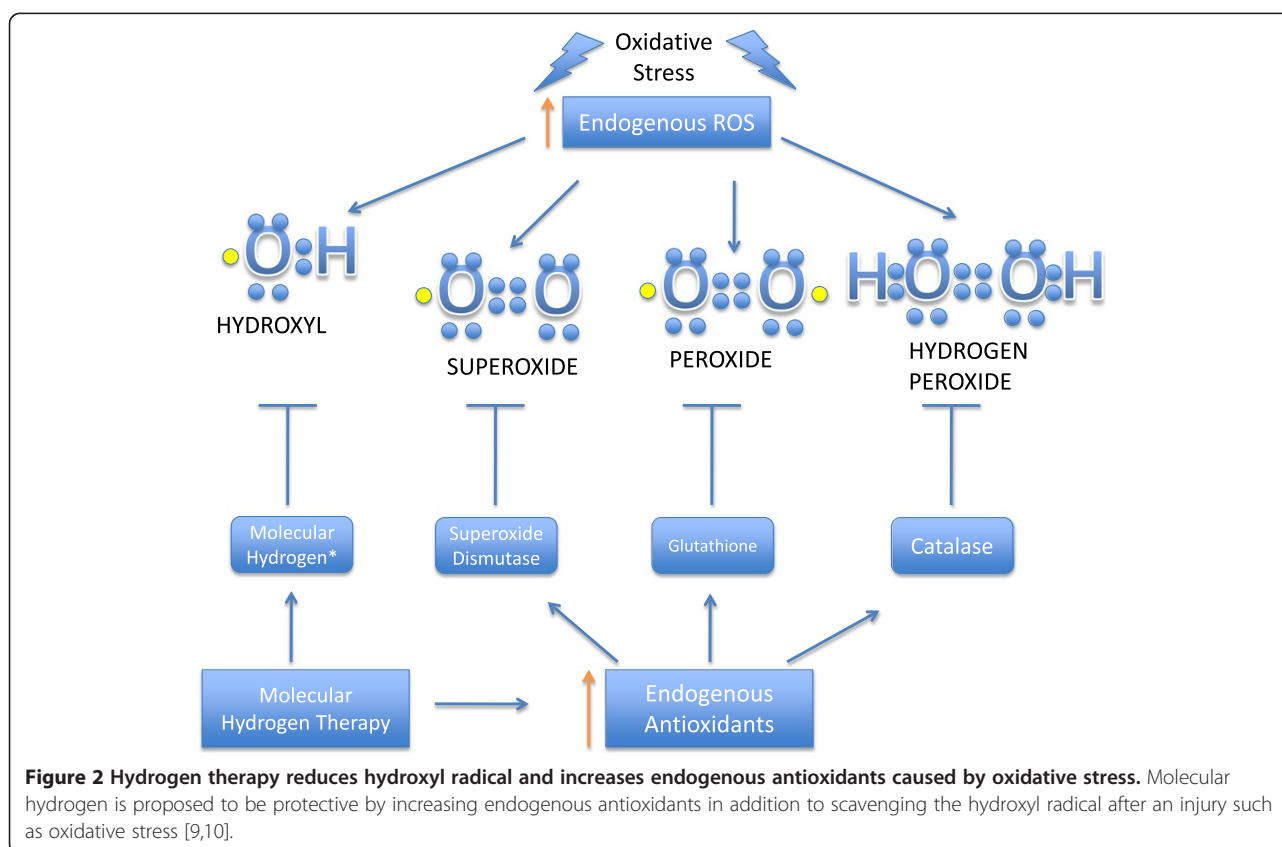 Oxidative
Stress
Endogenous ROS
O H
HYDROXYL
O O
SUPEROXIDE
O O
PEROXIDE
H O O H
HYDROGEN
PEROXIDE
Molecular
Hydrogen*
Superoxide
Dismutase
Glutathione
Catalase
Molecular
Hydrogen Therapy
Endogenous
Antioxidants
Figure 2 Hydrogen therapy reduces hydroxyl radical and increases endogenous antioxidants caused by oxidative stress. Molecular
hydrogen is proposed to be protective by increasing endogenous antioxidants in addition to scavenging the hydroxyl radical after an injury such
as oxidative stress [9,10].